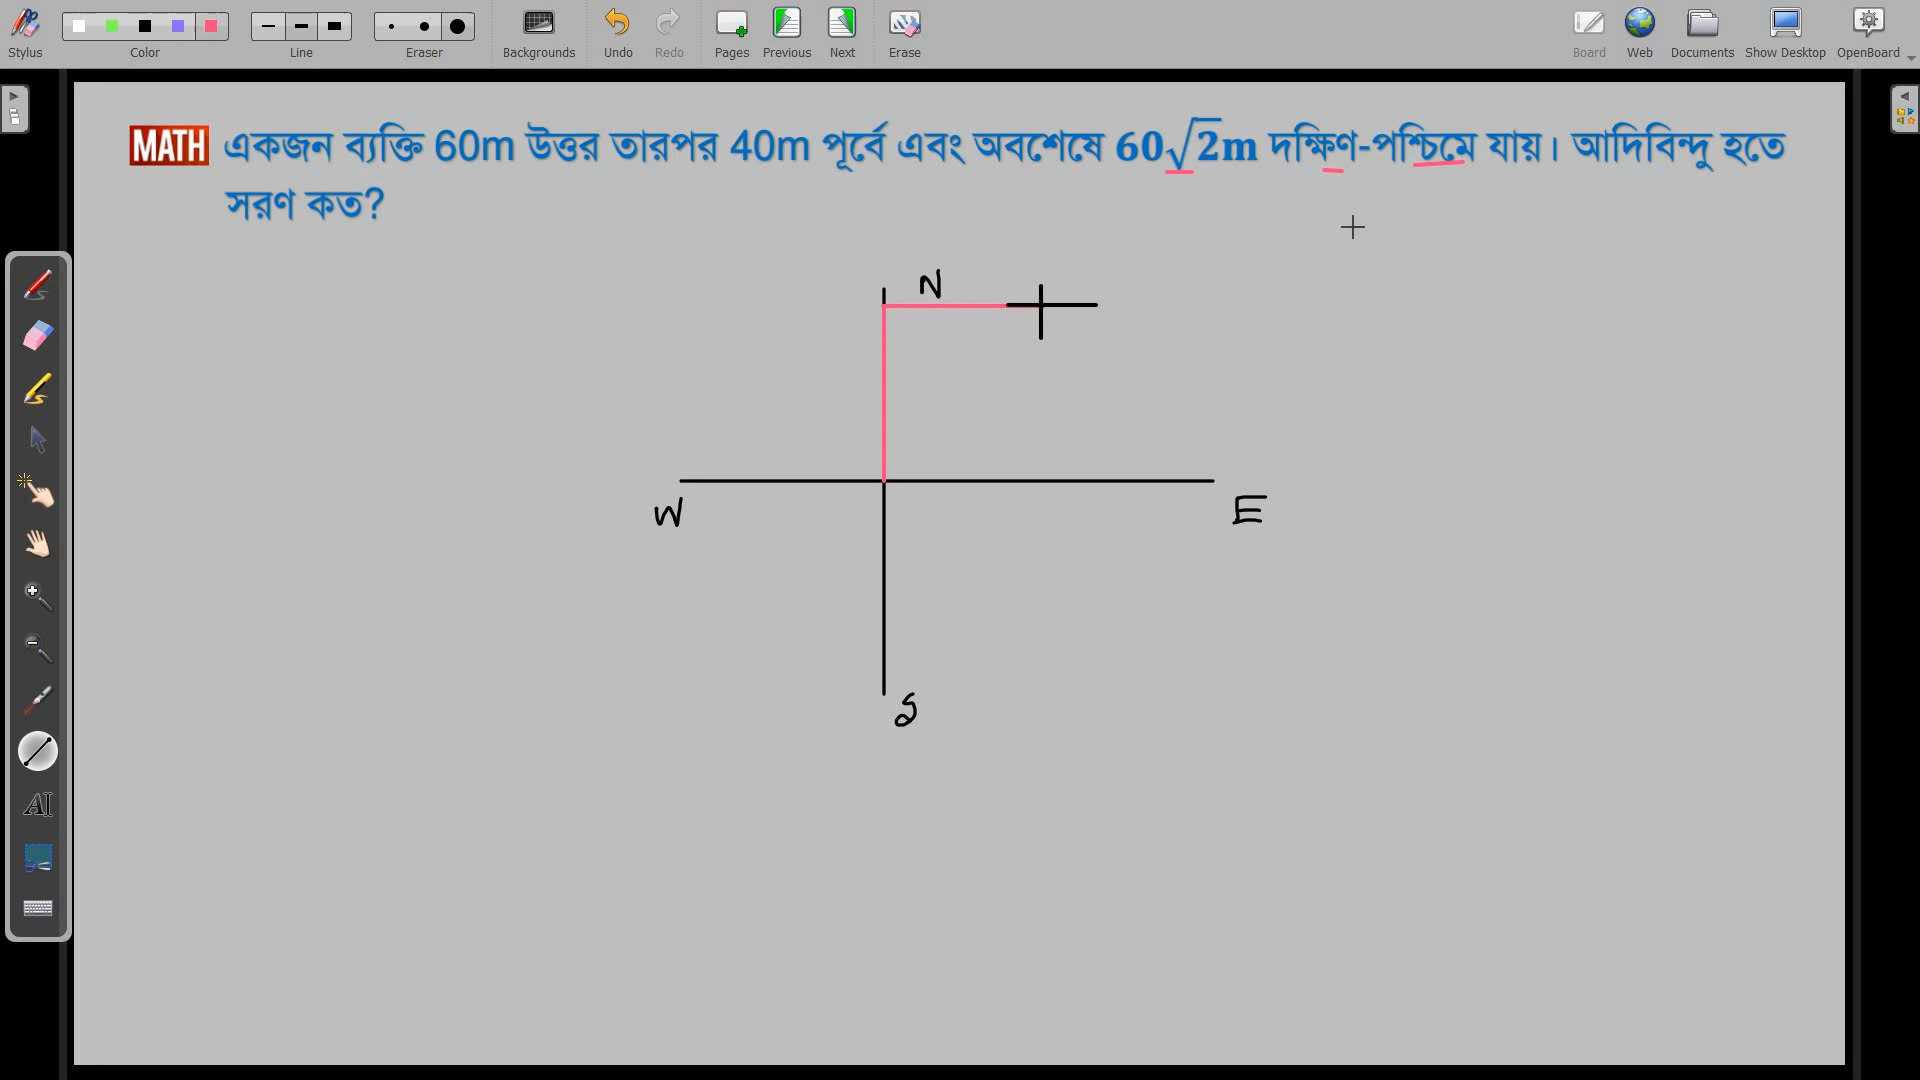 Stylus Color Line Eraser Backgrounds Undo Redo Pages Previous Next Erase Board Web Documents Show Desktop OpenBoard
MATH একজন ব্যক্তি 60m উত্তর তারপর 40m পূর্বে এবং অবশেষে 60√2m দক্ষিণ-পশ্চিমে যায়। আদিবিন্দু হতে
সরণ কত?
N
W E
S